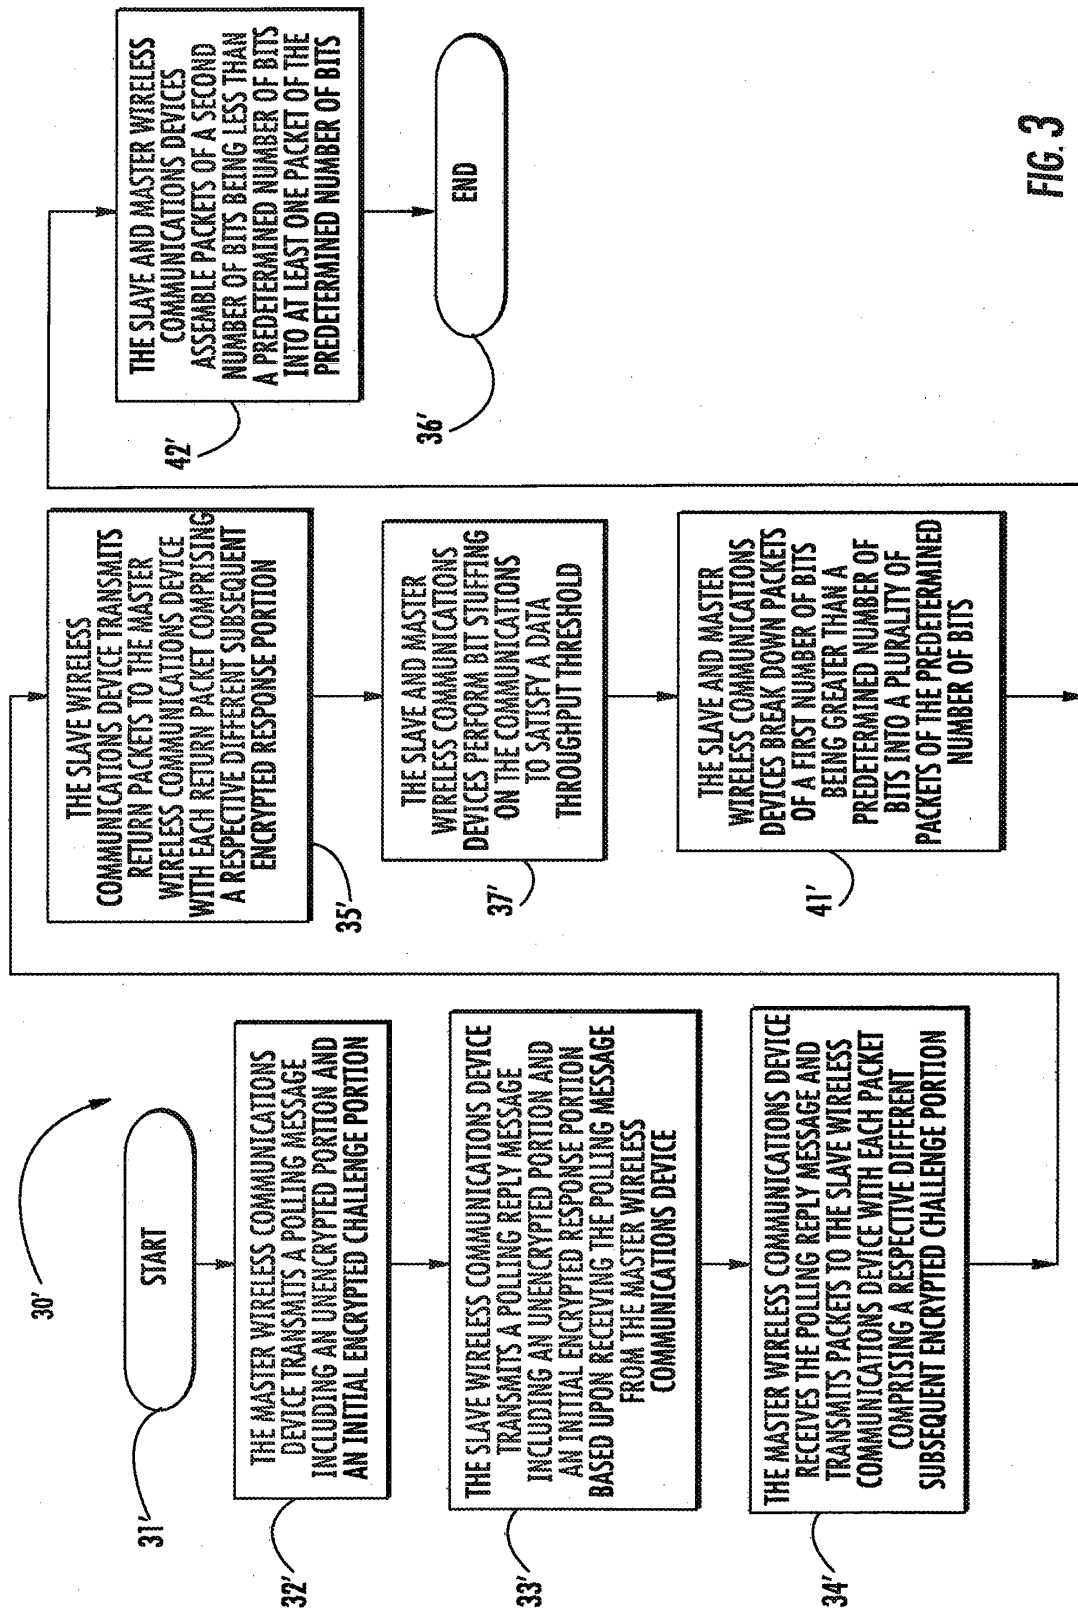 30'
START
31'
THE MASTER WIRELESS COMMUNICATIONS
DEVICE TRANSMITS A POLLING MESSAGE
INCLUDING AN UNENCRYPTED PORTION AND
AN INITIAL ENCRYPTED CHALLENGE PORTION
32'
THE SLAVE WIRELESS COMMUNICATIONS DEVICE
TRANSMITS A POLLING REPLY MESSAGE
INCLUDING AN UNENCRYPTED PORTION AND
AN INITIAL ENCRYPTED RESPONSE PORTION
BASED UPON RECEIVING THE POLLING MESSAGE
FROM THE MASTER WIRELESS
COMMUNICATIONS DEVICE
33'
THE MASTER WIRELESS COMMUNICATIONS DEVICE
RECEIVES THE POLLING REPLY MESSAGE AND
TRANSMITS PACKETS TO THE SLAVE WIRELESS
COMMUNICATIONS DEVICE WITH EACH PACKET
COMPRISING A RESPECTIVE DIFFERENT
SUBSEQUENT ENCRYPTED CHALLENGE PORTION
34'
THE SLAVE WIRELESS
COMMUNICATIONS DEVICE TRANSMITS
RETURN PACKETS TO THE MASTER
WIRELESS COMMUNICATIONS DEVICE
WITH EACH RETURN PACKET COMPRISING
A RESPECTIVE DIFFERENT SUBSEQUENT
ENCRYPTED RESPONSE PORTION
35'
THE SLAVE AND MASTER
WIRELESS COMMUNICATIONS
DEVICES PERFORM BIT STUFFING
ON THE COMMUNICATIONS
TO SATISFY A DATA
THROUGHPUT THRESHOLD
37'
THE SLAVE AND MASTER
WIRELESS COMMUNICATIONS
DEVICES BREAK DOWN PACKETS
OF A FIRST NUMBER OF BITS
BEING GREATER THAN A
PREDETERMINED NUMBER OF
BITS INTO A PLURALITY OF
PACKETS OF THE PREDETERMINED
NUMBER OF BITS
41'
THE SLAVE AND MASTER WIRELESS
COMMUNICATIONS DEVICES
ASSEMBLE PACKETS OF A SECOND
NUMBER OF BITS BEING LESS THAN
A PREDETERMINED NUMBER OF BITS
INTO AT LEAST ONE PACKET OF THE
PREDETERMINED NUMBER OF BITS
42'
END
36'
FIG. 3